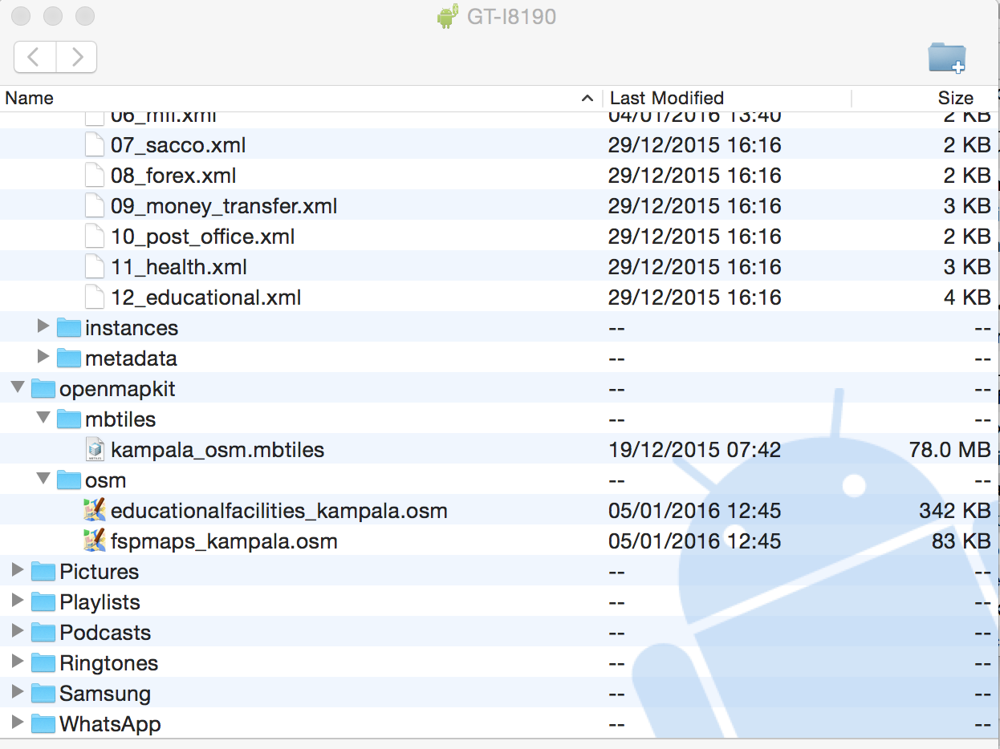 GT-I8190
Name Last Modified Size
06_mfi.xml 04/01/2016 13:40 2 KB
07_sacco.xml 29/12/2015 16:16 2 KB
08_forex.xml 29/12/2015 16:16 2 KB
09_money_transfer.xml 29/12/2015 16:16 3 KB
10_post_office.xml 29/12/2015 16:16 2 KB
11_health.xml 29/12/2015 16:16 3 KB
12_educational.xml 29/12/2015 16:16 4 KB
instances -- --
metadata -- --
openmapkit -- --
mbtiles -- --
kampala_osm.mbtiles 19/12/2015 07:42 78.0 MB
osm -- --
educationalfacilities_kampala.osm 05/01/2016 12:45 342 KB
fspmaps_kampala.osm 05/01/2016 12:45 83 KB
Pictures -- --
Playlists -- --
Podcasts -- --
Ringtones -- --
Samsung -- --
WhatsApp -- --